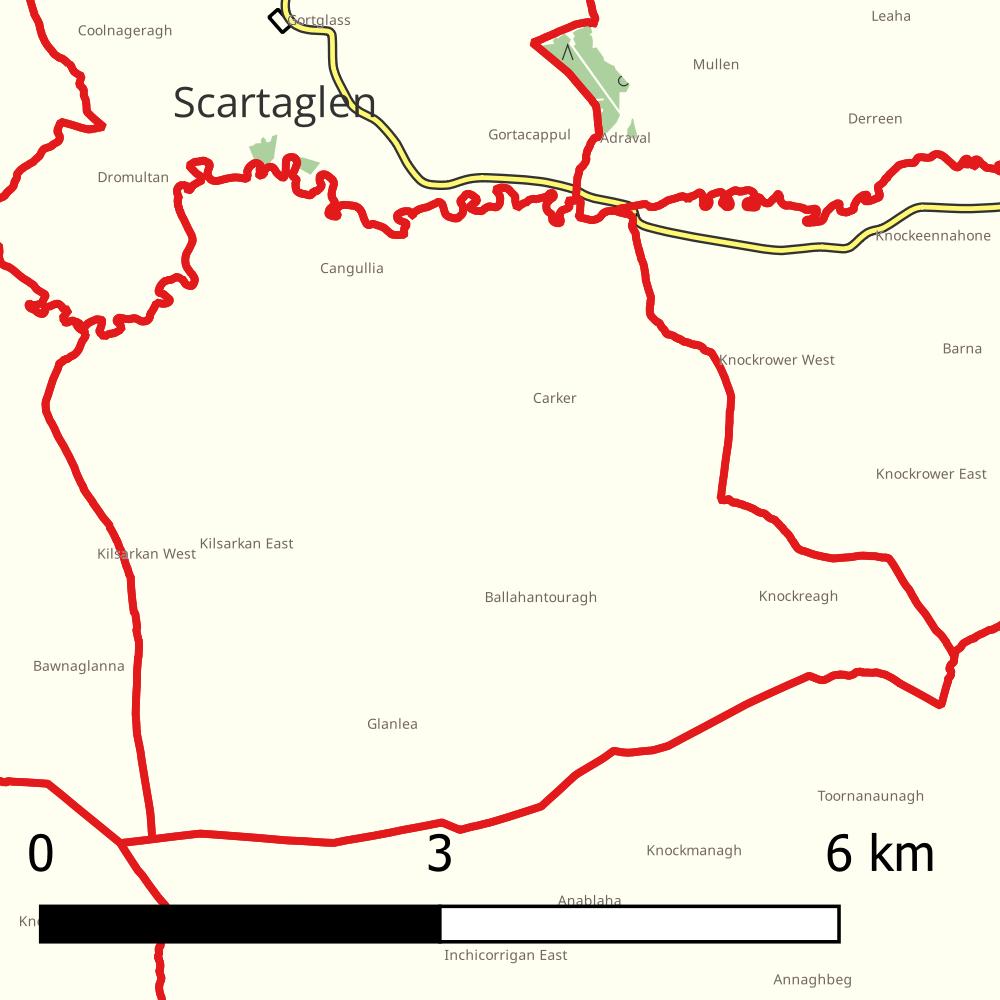 Leaha
Gortglass
Coolnageragh
Mullen
Scartaglen
Derreen
Gortacappul
Adraval
Dromultan
Knockeennahone
Cangullia
Barna
Knockrower West
Carker
Knockrower East
Kilsarkan East
Kilsarkan West
Knockreagh
Ballahantouragh
Bawnaglanna
Glanlea
Toornanaunagh
0 3 6 km
Knockmanagh
Anablaha
Inchicorrigan East
Annaghbeg